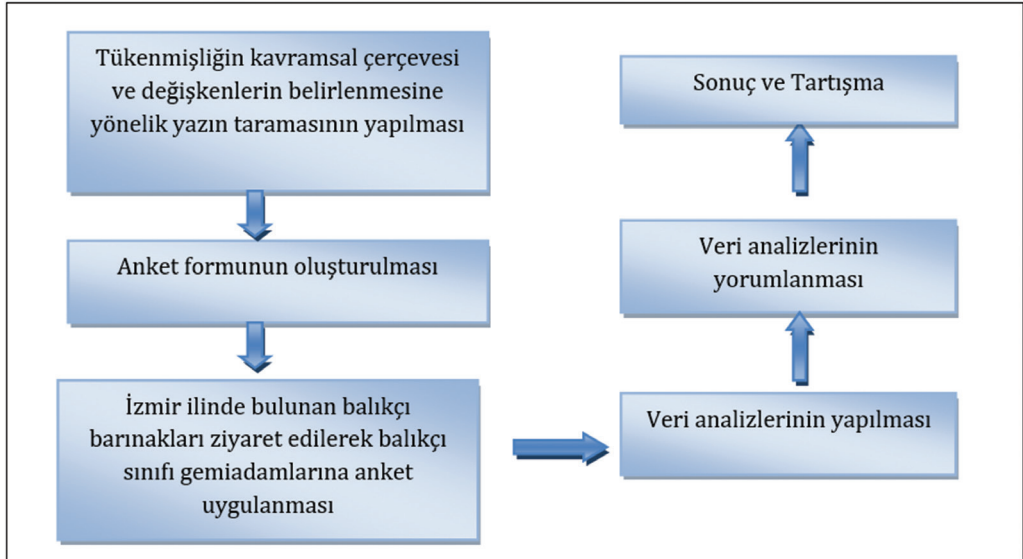 Tükenmişliğin kavramsal çerçevesi
ve değişkenlerin belirlenmesine
yönelik yazın taramasının yapılması
Anket formunun oluşturulması
İzmir ilinde bulunan balıkçı
barınakları ziyaret edilerek balıkçı
sınıfı gemiadamlarına anket
uygulanması
Veri analizlerinin yapılması
Veri analizlerinin
yorumlanması
Sonuç ve Tartışma